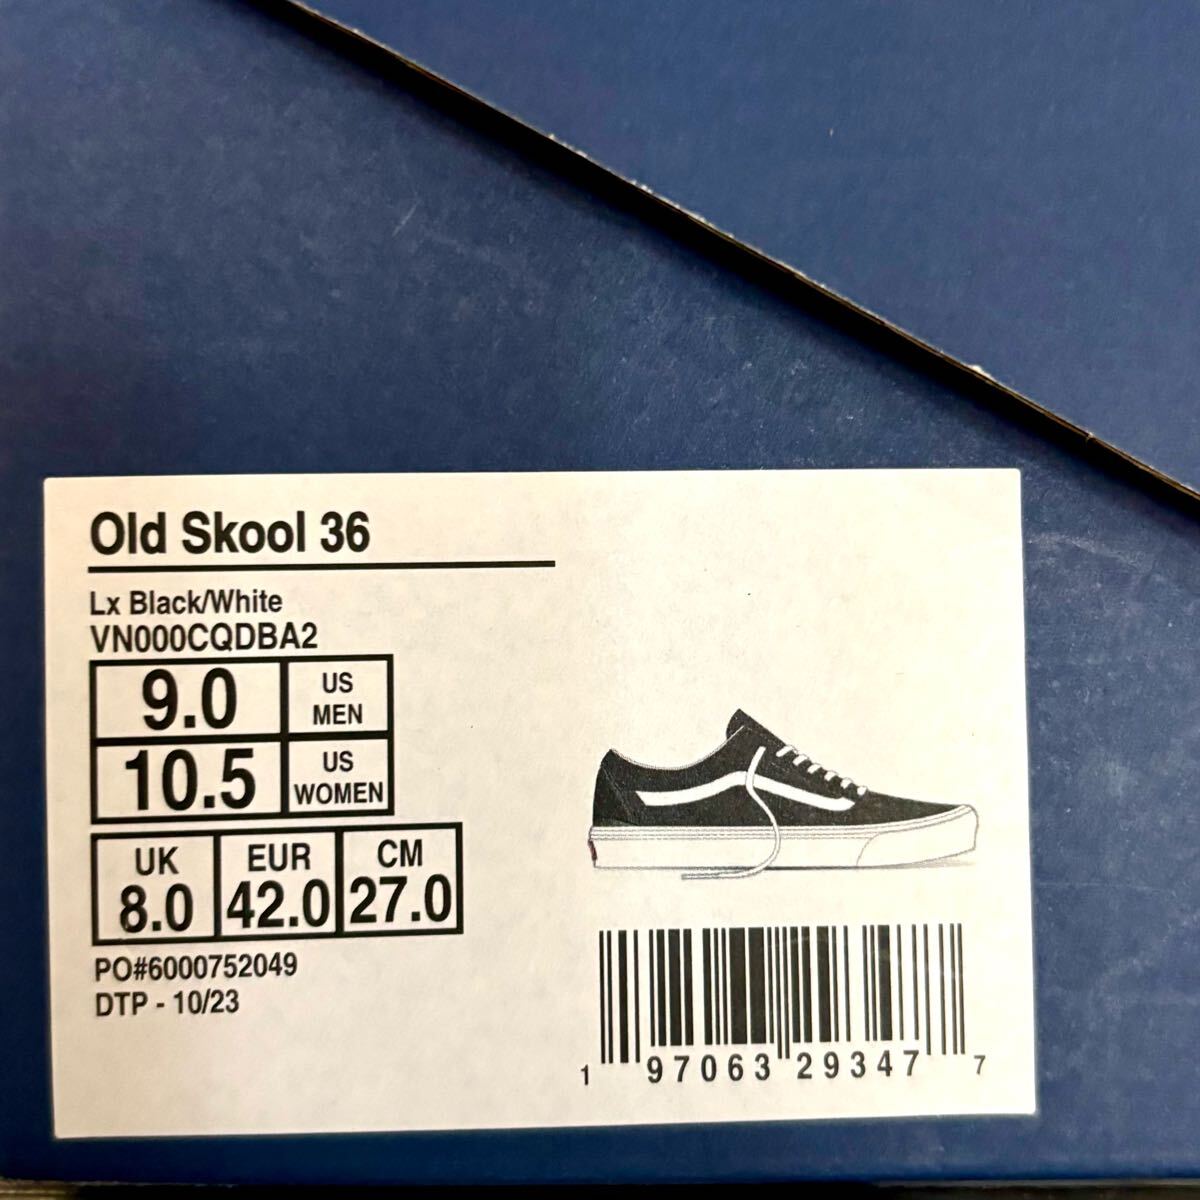 Old Skool 36
Lx Black/White
VN000CQDBA2
9.0 US MEN
10.5 US WOMEN
UK EUR CM
8.0 42.0 27.0
PO#6000752049
DTP - 10/23
1 97063 29347 7